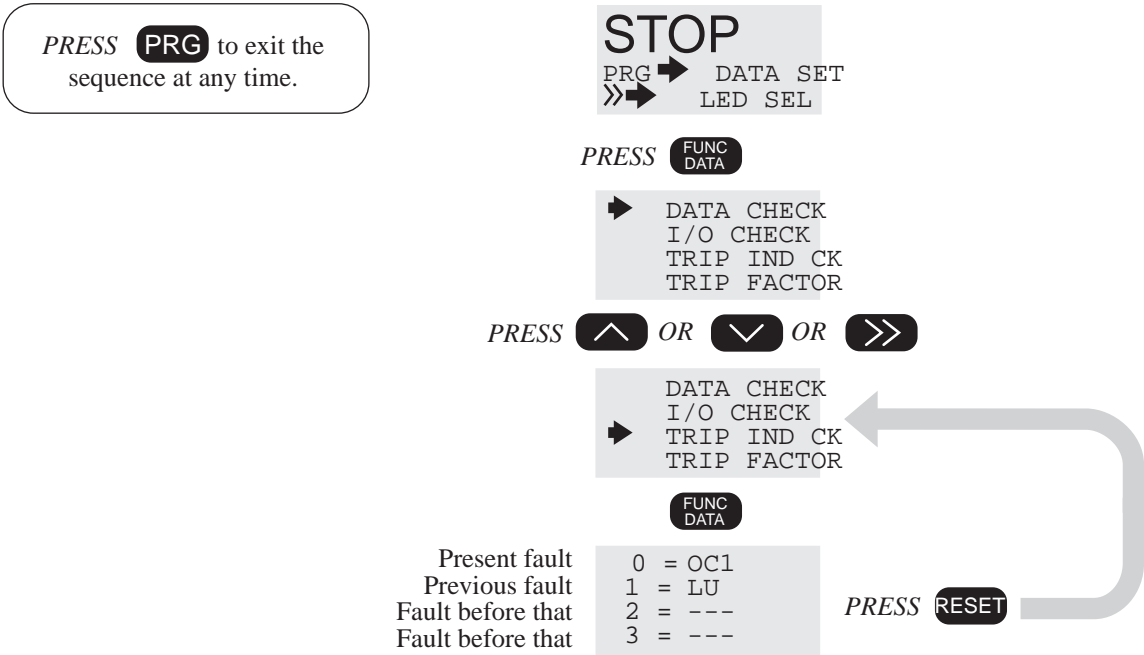 PRESS PRG to exit the
sequence at any time.
STOP
PRG DATA SET
LED SEL
PRESS FUNC
DATA
DATA CHECK
I/O CHECK
TRIP IND CK
TRIP FACTOR
PRESS OR OR
DATA CHECK
I/O CHECK
TRIP IND CK
TRIP FACTOR
FUNC
DATA
Present fault 0 = OC1
Previous fault 1 = LU
Fault before that 2 = ---
Fault before that 3 = ---
PRESS RESET